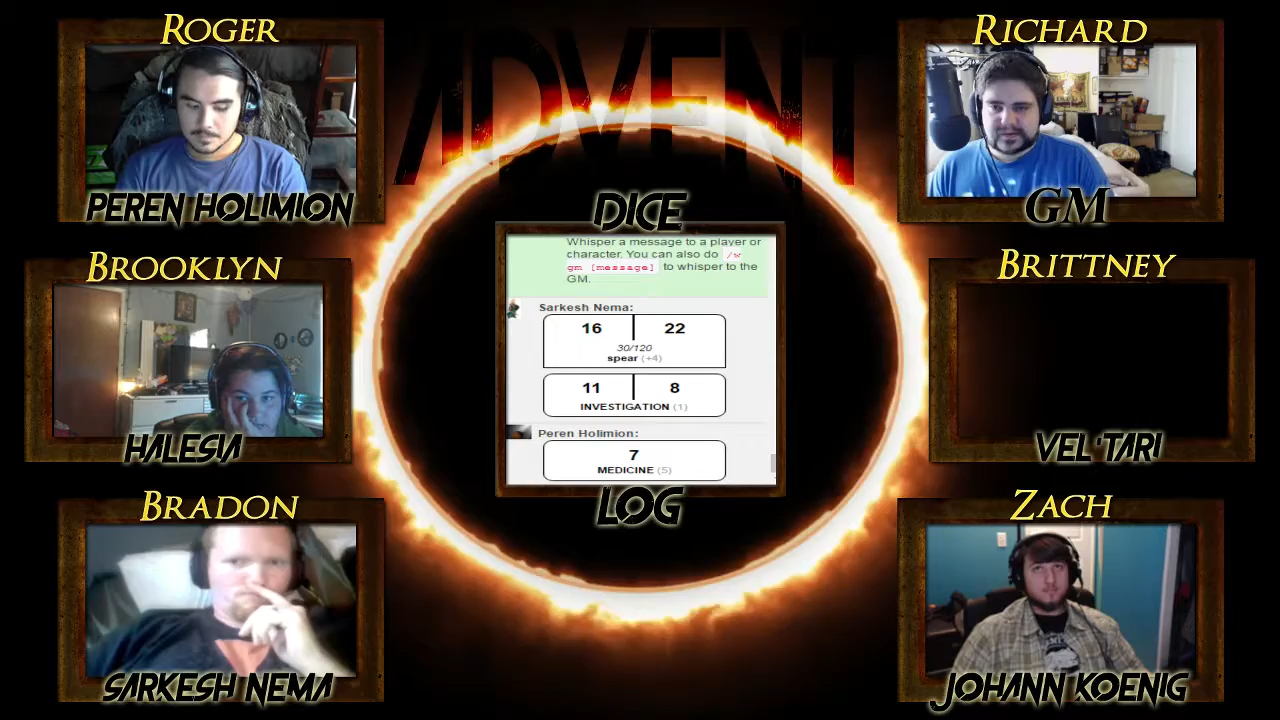 ADVENT
ROGER
PEREN HOLIMION
RICHARD
GM
BROOKLYN
HALESIA
BRITTNEY
VEL'TARI
BRADON
SARKESH NEMA
ZACH
JOHANN KOENIG
DICE
Whisper a message to a player or
character. You can also do /w
gm [message] to whisper to the
GM.
Sarkesh Nema:
16 22
30/120
spear (+4)
11 8
INVESTIGATION (1)
Peren Holimion:
7
MEDICINE (5)
LOG